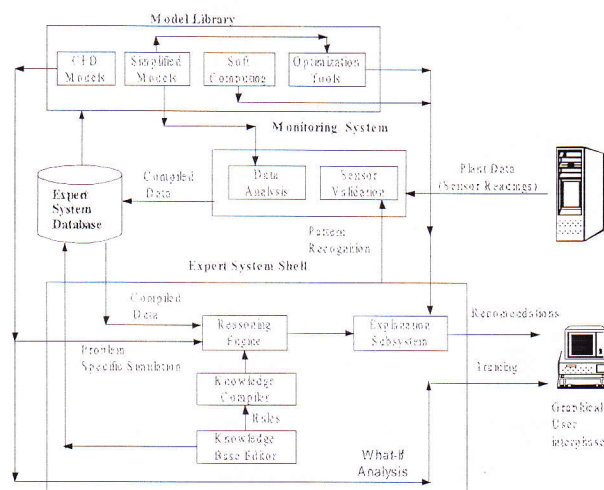 Model Library
CFD
Models
Simplified
Models
Soft
Computing
Optimization
Tools
Monitoring System
Compiled
Data
Data
Analysis
Sensor
Validation
Plant Data
(Sensor Readings)
Expert
System
Database
Pattern
Recognition
Expert System Shell
Compiled
Data
Reasoning
Engine
Explanation
Subsystem
Recomendations
Problem
Specific Simulation
Knowledge
Compiler
Training
Rules
Knowledge
Base Editor
What-if
Analysis
Graphical
User
interphase